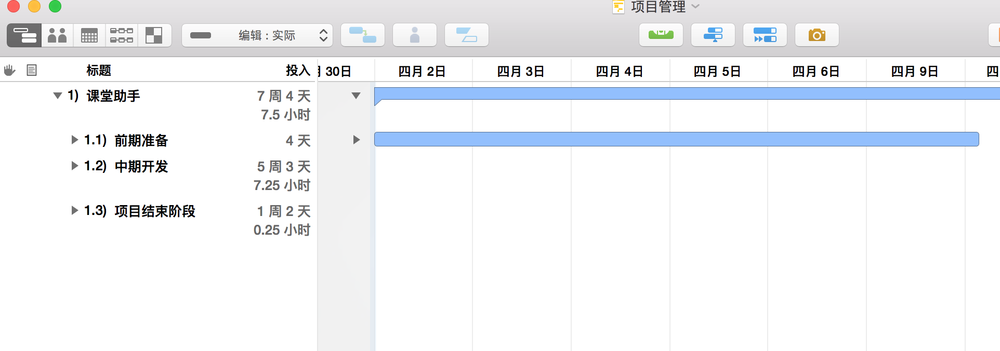 项目管理
编辑：实际
标题 投入
30日 四月 2日 四月 3日 四月 4日 四月 5日 四月 6日 四月 9日 四
1) 课堂助手 7 周 4 天
7.5 小时
1.1) 前期准备 4 天
1.2) 中期开发 5 周 3 天
7.25 小时
1.3) 项目结束阶段 1 周 2 天
0.25 小时